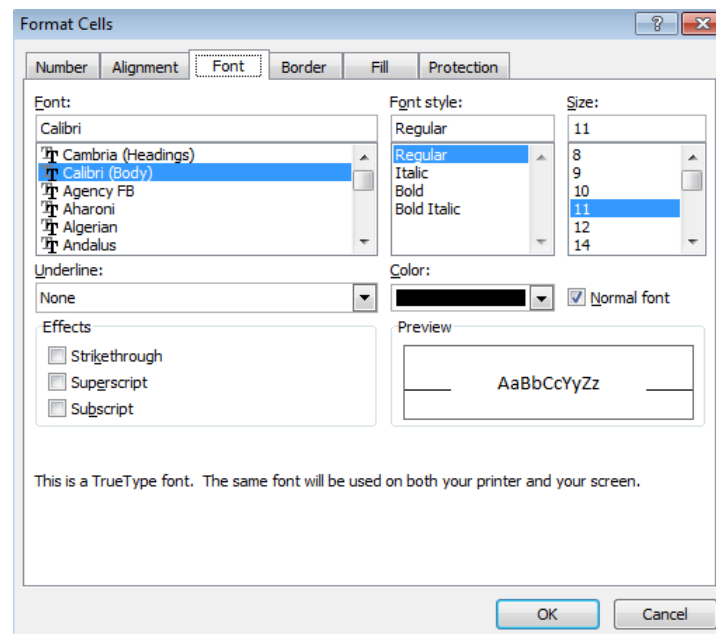 Format Cells
Number Alignment Font Border Fill Protection
Font: Font style: Size:
Calibri Regular 11
Cambria (Headings) Regular 8
Calibri (Body) Italic 9
Agency FB Bold 10
Aharoni Bold Italic 11
Algerian 12
Andalus 14
Underline: Color:
None Normal font
Effects Preview
Strikethrough
Superscript AaBbCcYyZz
Subscript
This is a TrueType font.  The same font will be used on both your printer and your screen.
OK Cancel